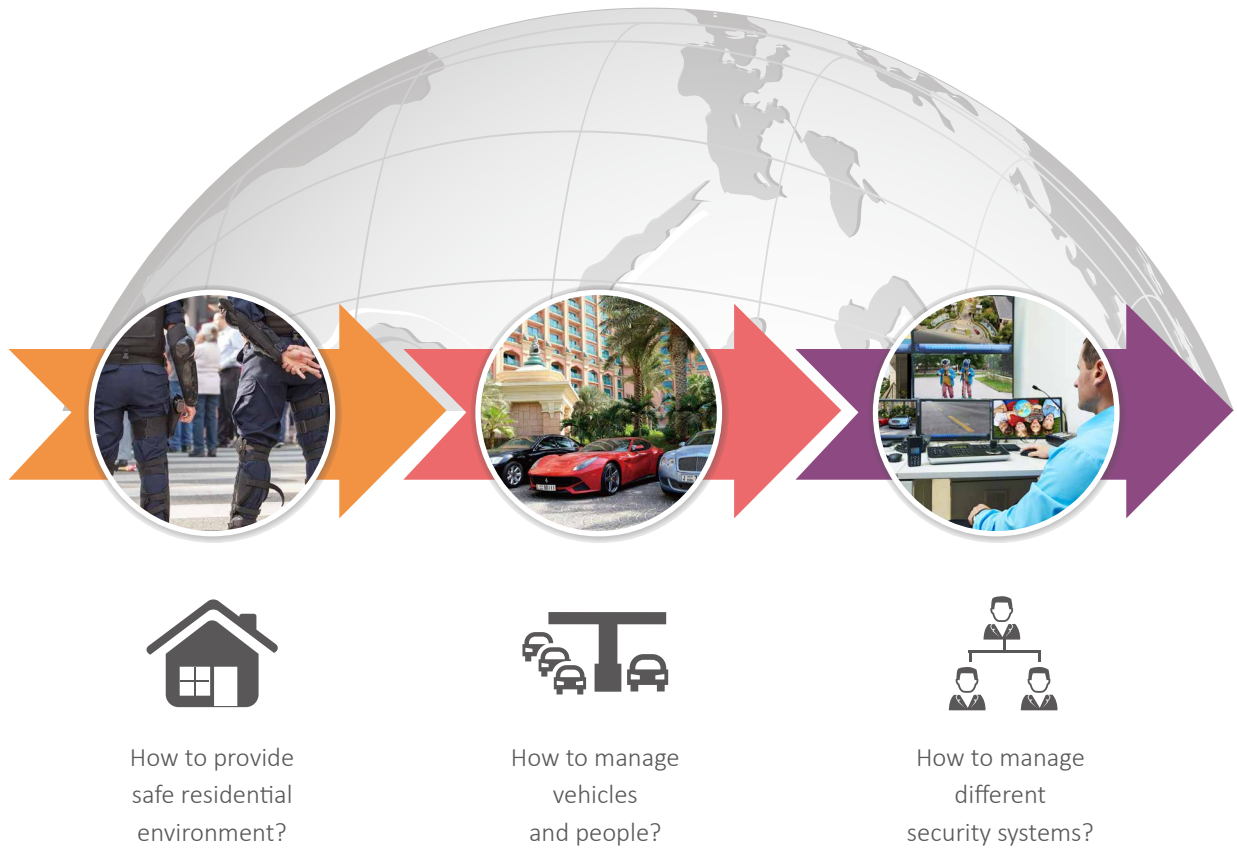 How to provide
safe residential
environment?
How to manage
vehicles
and people?
How to manage
different
security systems?